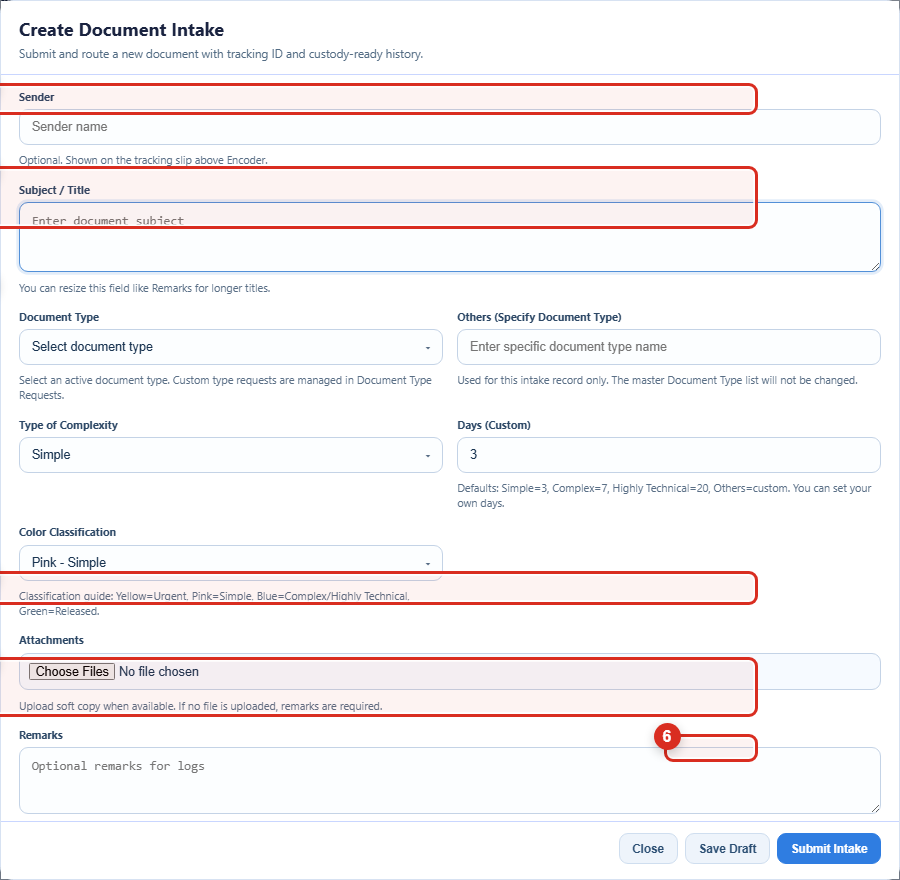 Create Document Intake
Submit and route a new document with tracking ID and custody-ready history.
Sender
Sender name
Optional. Shown on the tracking slip above Encoder.
Subject / Title
Enter document subject
You can resize this field like Remarks for longer titles.
Document Type
Others (Specify Document Type)
Select document type
Enter specific document type name
Select an active document type. Custom type requests are managed in Document Type
Requests.
Used for this intake record only. The master Document Type list will not be changed.
Type of Complexity
Days (Custom)
Simple
3
Defaults: Simple=3, Complex=7, Highly Technical=20, Others=custom. You can set your
own days.
Color Classification
Pink - Simple
Classification guide: Yellow=Urgent, Pink=Simple, Blue=Complex/Highly Technical,
Green=Released.
Attachments
Choose Files No file chosen
Upload soft copy when available. If no file is uploaded, remarks are required.
Remarks
6
Optional remarks for logs
Close
Save Draft
Submit Intake